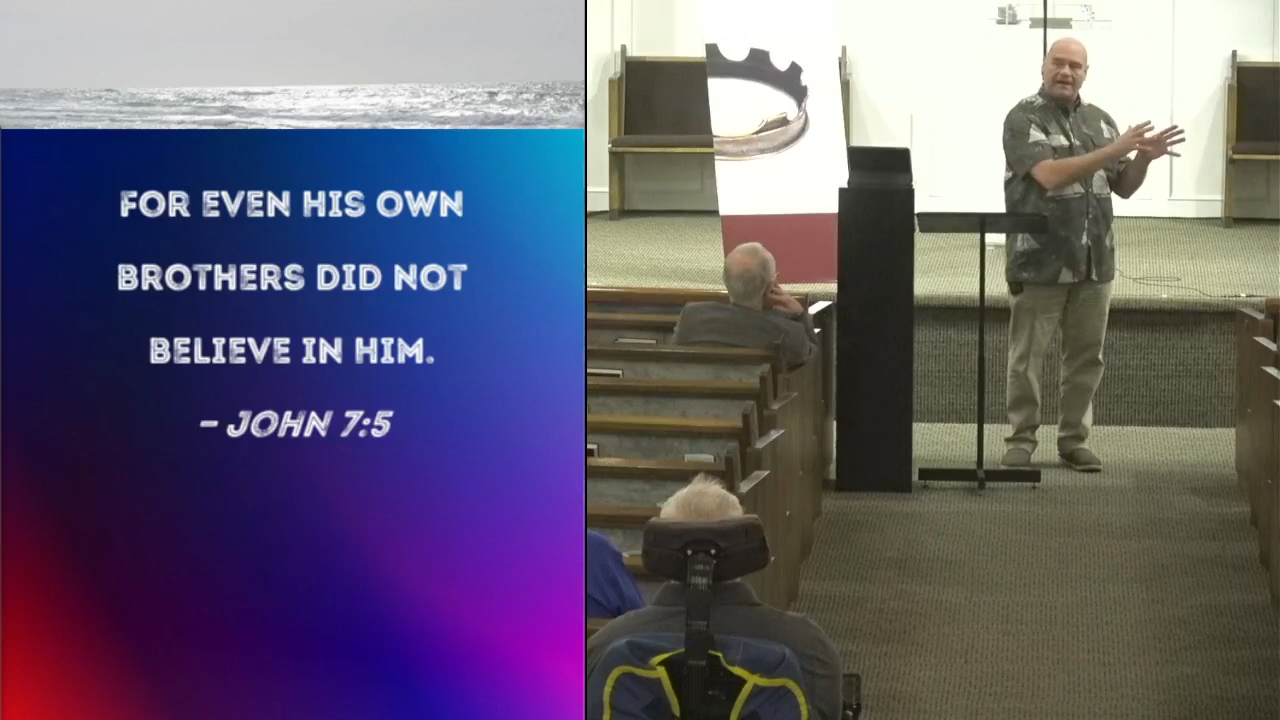 FOR EVEN HIS OWN
BROTHERS DID NOT
BELIEVE IN HIM.
– JOHN 7:5